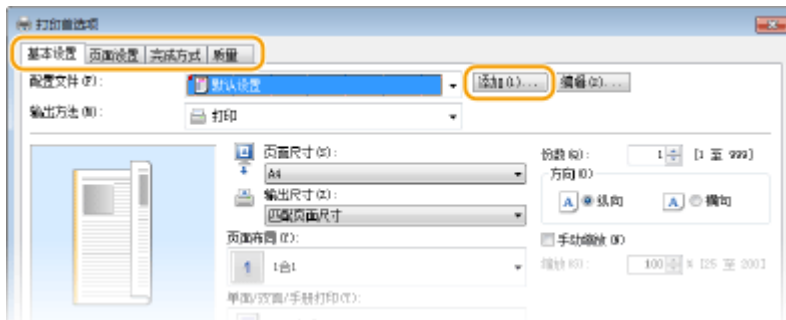 打印首选项
基本设置 页面设置 完成方式 质量
配置文件(F): 默认设置 添加(1)... 编辑(2)...
输出方法(M): 打印
页面尺寸(S): 份数(Q): 1 [1 至 999]
A4 方向(O)
输出尺寸(Z): A 纵向 A 横向
匹配页面尺寸
页面布局(Y): 手动缩放(W)
1 1合1 缩放(G): 100 % [25 至 200]
单面/双面/手册打印(T):